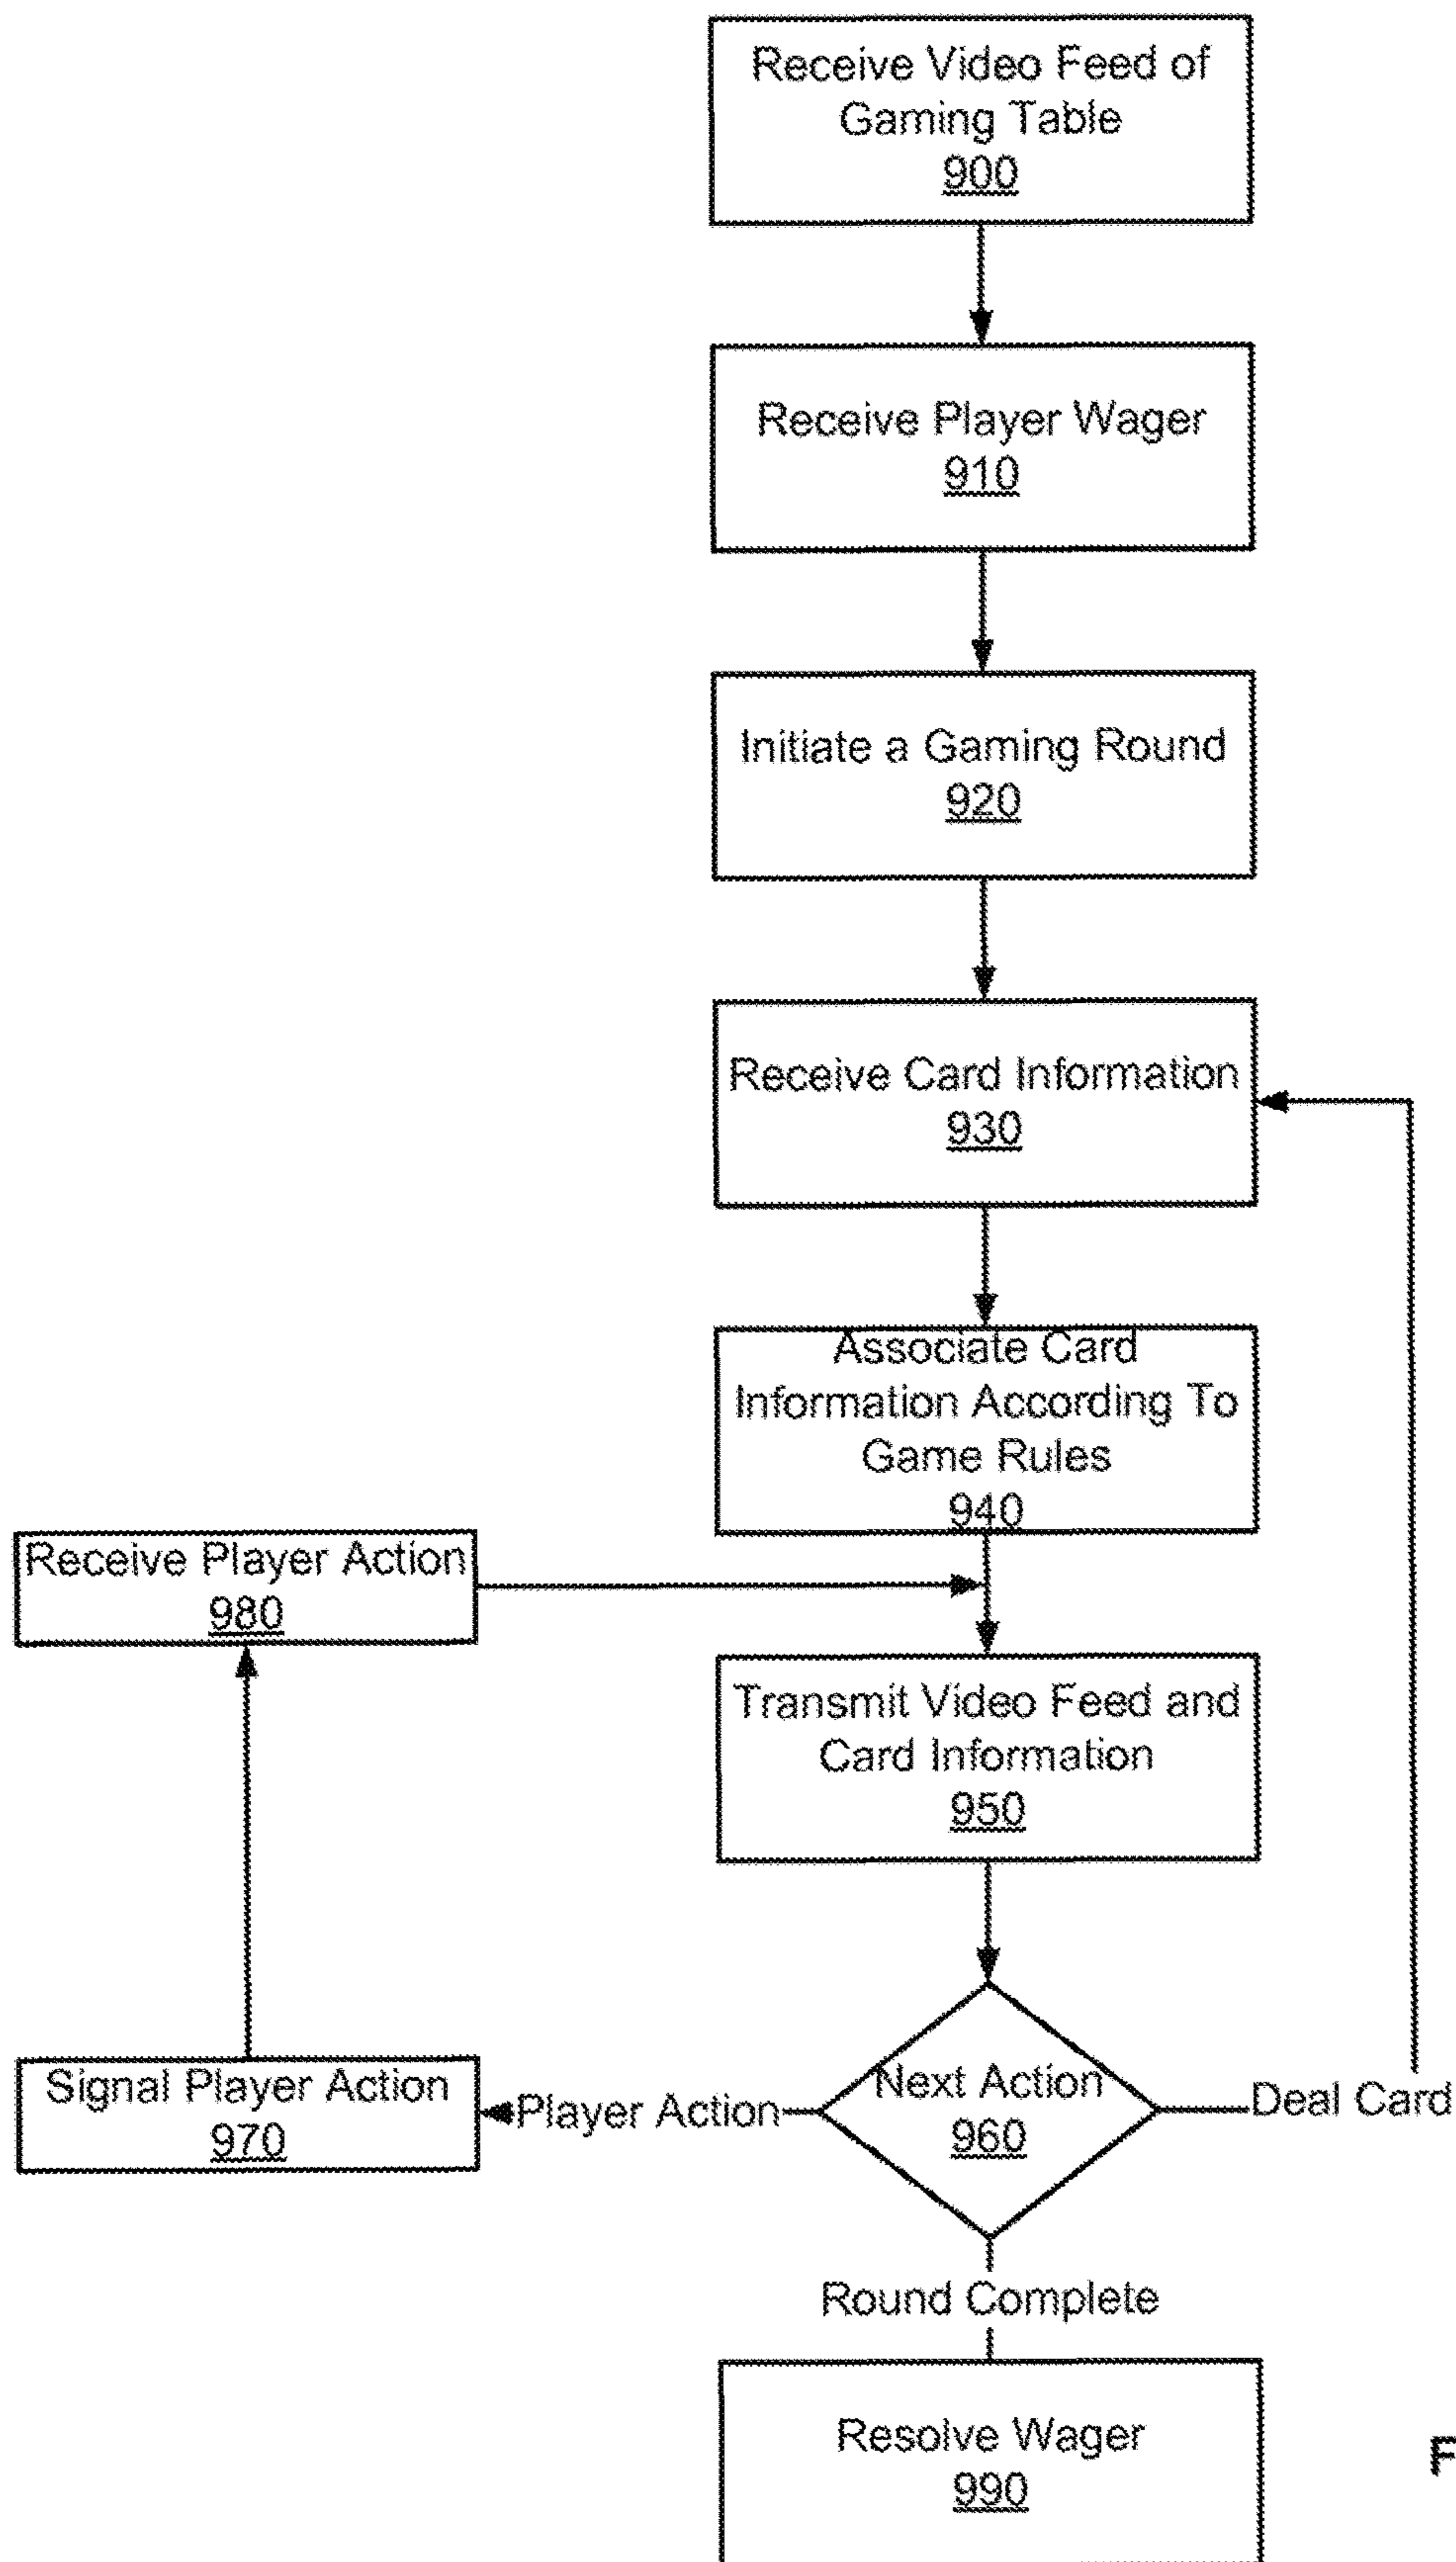 Receive Video Feed of
Gaming Table
900
Receive Player Wager
910
Initiate a Gaming Round
920
Receive Card Information
930
Associate Card
Information According To
Game Rules
940
Receive Player Action
980
Transmit Video Feed and
Card Information
950
Signal Player Action
970
Player Action
Next Action
960
Deal Card
Round Complete
Resolve Wager
990